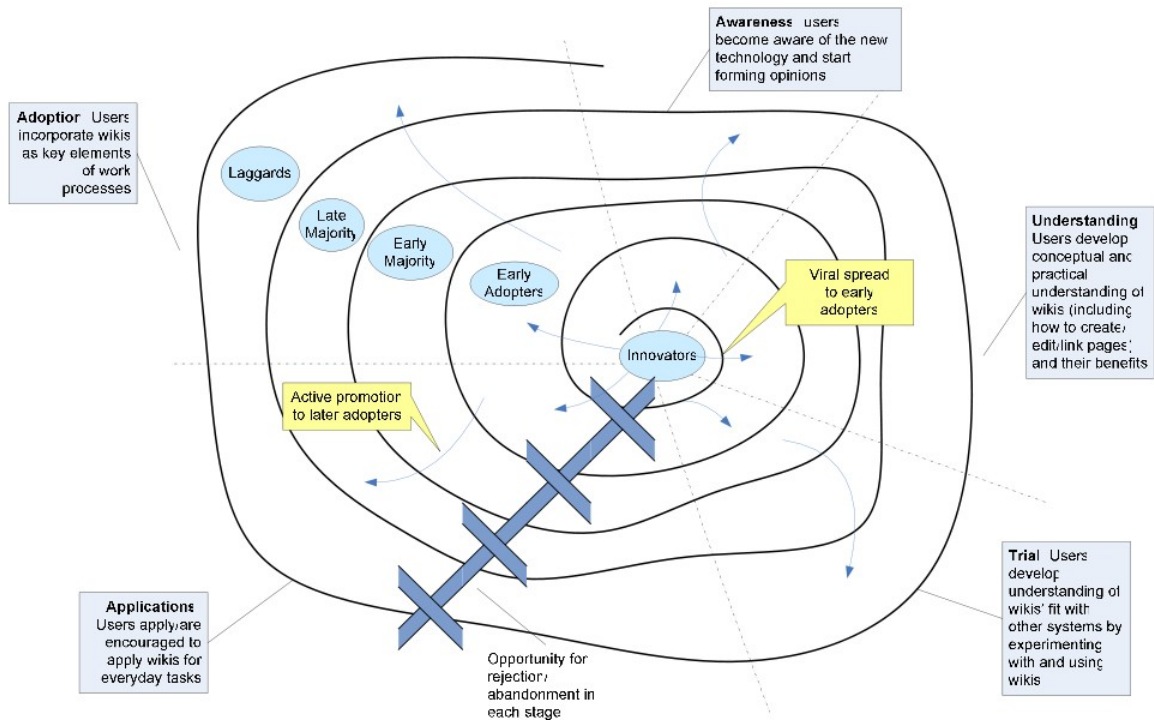 Awareness users
become aware of the new
technology and start
forming opinions
Adoption Users
incorporate wikis
as key elements
of work
processes
Laggards
Late
Majority
Early
Majority
Early
Adopters
Innovators
Viral spread
to early
adopters
Understanding
Users develop
conceptual and
practical
understanding of
wikis (including
how to create/
edit/link pages)
and their benefits
Active promotion
to later adopters
Applications
Users apply/are
encouraged to
apply wikis for
everyday tasks
Opportunity for
rejection/
abandonment in
each stage
Trial Users
develop
understanding of
wikis' fit with
other systems by
experimenting
with and using
wikis